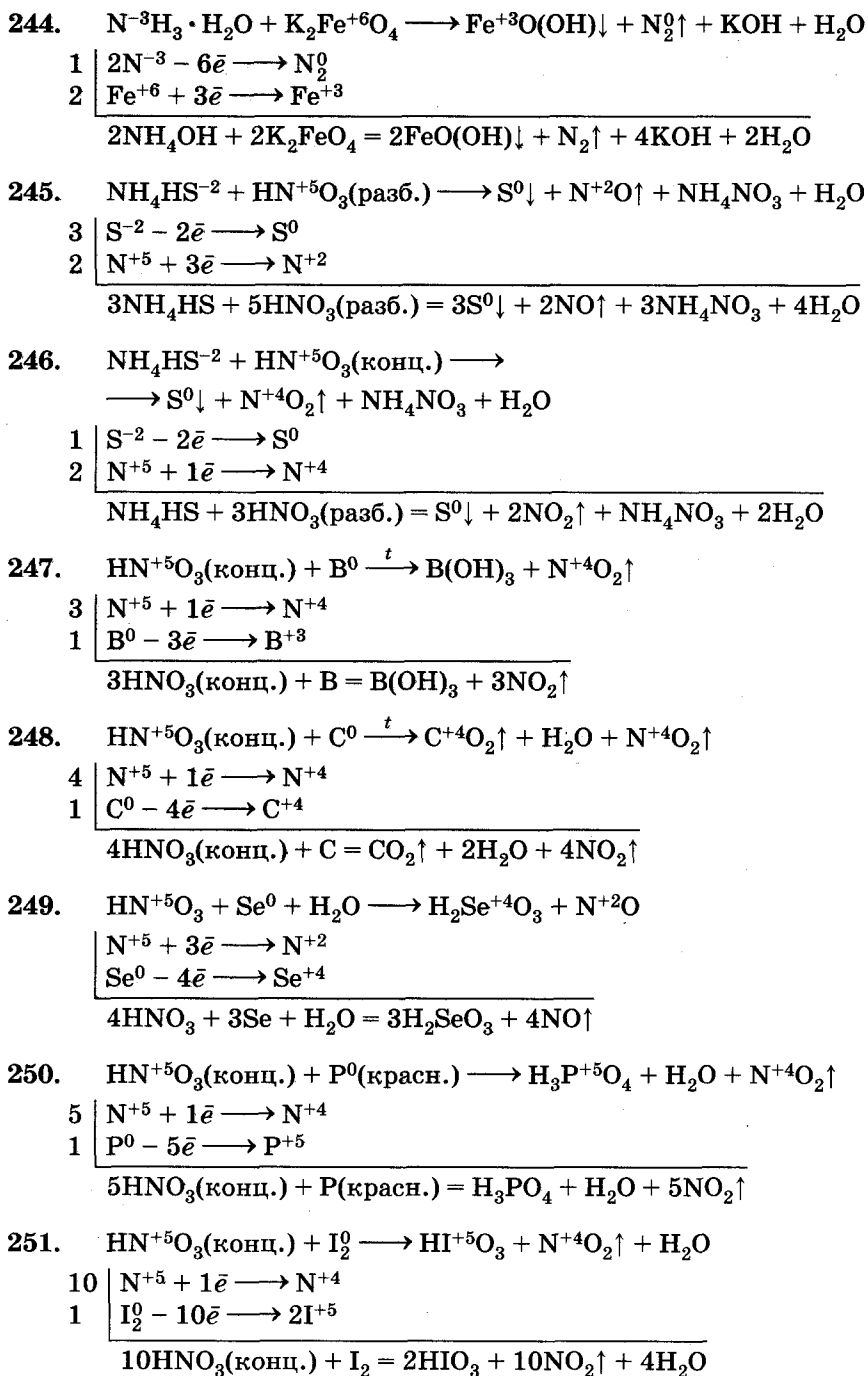 244. N⁻³H₃ · H₂O + K₂Fe⁺⁶O₄ ⟶ Fe⁺³O(OH)↓ + N₂⁰↑ + KOH + H₂O
1 | 2N⁻³ – 6ē ⟶ N₂⁰
2 | Fe⁺⁶ + 3ē ⟶ Fe⁺³
2NH₄OH + 2K₂FeO₄ = 2FeO(OH)↓ + N₂↑ + 4KOH + 2H₂O
245. NH₄HS⁻² + HN⁺⁵O₃(разб.) ⟶ S⁰↓ + N⁺²O↑ + NH₄NO₃ + H₂O
3 | S⁻² – 2ē ⟶ S⁰
2 | N⁺⁵ + 3ē ⟶ N⁺²
3NH₄HS + 5HNO₃(разб.) = 3S⁰↓ + 2NO↑ + 3NH₄NO₃ + 4H₂O
246. NH₄HS⁻² + HN⁺⁵O₃(конц.) ⟶
⟶ S⁰↓ + N⁺⁴O₂↑ + NH₄NO₃ + H₂O
1 | S⁻² – 2ē ⟶ S⁰
2 | N⁺⁵ + 1ē ⟶ N⁺⁴
NH₄HS + 3HNO₃(разб.) = S⁰↓ + 2NO₂↑ + NH₄NO₃ + 2H₂O
247. HN⁺⁵O₃(конц.) + B⁰ —t→ B(OH)₃ + N⁺⁴O₂↑
3 | N⁺⁵ + 1ē ⟶ N⁺⁴
1 | B⁰ – 3ē ⟶ B⁺³
3HNO₃(конц.) + B = B(OH)₃ + 3NO₂↑
248. HN⁺⁵O₃(конц.) + C⁰ —t→ C⁺⁴O₂↑ + H₂O + N⁺⁴O₂↑
4 | N⁺⁵ + 1ē ⟶ N⁺⁴
1 | C⁰ – 4ē ⟶ C⁺⁴
4HNO₃(конц.) + C = CO₂↑ + 2H₂O + 4NO₂↑
249. HN⁺⁵O₃ + Se⁰ + H₂O ⟶ H₂Se⁺⁴O₃ + N⁺²O
| N⁺⁵ + 3ē ⟶ N⁺²
| Se⁰ – 4ē ⟶ Se⁺⁴
4HNO₃ + 3Se + H₂O = 3H₂SeO₃ + 4NO↑
250. HN⁺⁵O₃(конц.) + P⁰(красн.) ⟶ H₃P⁺⁵O₄ + H₂O + N⁺⁴O₂↑
5 | N⁺⁵ + 1ē ⟶ N⁺⁴
1 | P⁰ – 5ē ⟶ P⁺⁵
5HNO₃(конц.) + P(красн.) = H₃PO₄ + H₂O + 5NO₂↑
251. HN⁺⁵O₃(конц.) + I₂⁰ ⟶ HI⁺⁵O₃ + N⁺⁴O₂↑ + H₂O
10 | N⁺⁵ + 1ē ⟶ N⁺⁴
1 | I₂⁰ – 10ē ⟶ 2I⁺⁵
10HNO₃(конц.) + I₂ = 2HIO₃ + 10NO₂↑ + 4H₂O